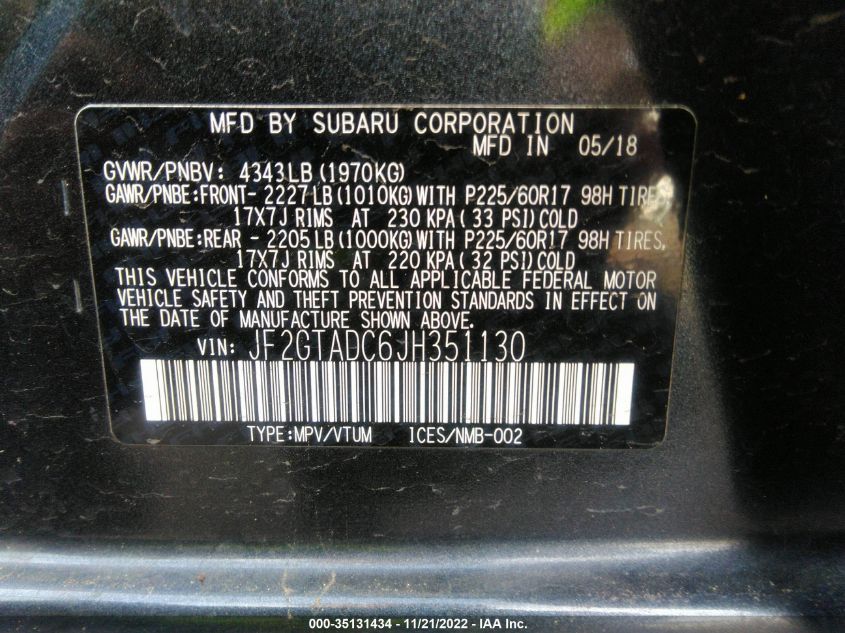 MFD BY SUBARU CORPORATION
MFD IN 05/18
GVWR/PNBV: 4343LB (1970KG)
GAWR/PNBE:FRONT- 2227LB(1010KG)WITH P225/60R17 98H TIRES,
17X7J RIMS AT 230 KPA( 33 PSI)COLD
GAWR/PNBE:REAR - 2205LB(1000KG)WITH P225/60R17 98H TIRES,
17X7J RIMS AT 220 KPA( 32 PSI)COLD
THIS VEHICLE CONFORMS TO ALL APPLICABLE FEDERAL MOTOR
VEHICLE SAFETY AND THEFT PREVENTION STANDARDS IN EFFECT ON
THE DATE OF MANUFACTURE SHOWN ABOVE.
VIN: JF2GTADC6JH351130
TYPE:MPV/VTUM ICES/NMB-002
000-35131434 - 11/21/2022 - IAA Inc.